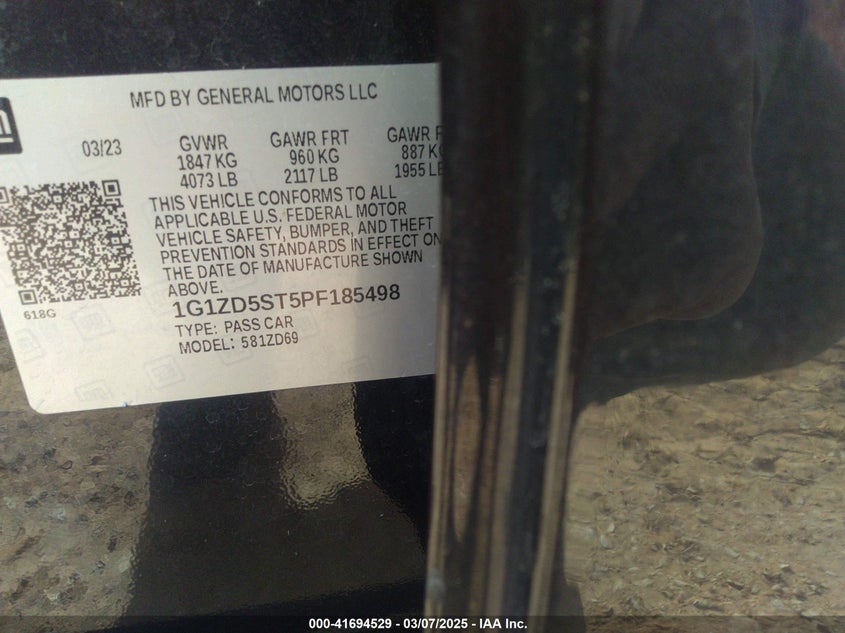 MFD BY GENERAL MOTORS LLC
03/23
GVWR GAWR FRT GAWR
1847 KG 960 KG 887
4073 LB 2117 LB 1955
THIS VEHICLE CONFORMS TO ALL
APPLICABLE U.S. FEDERAL MOTOR
VEHICLE SAFETY, BUMPER, AND THEFT
PREVENTION STANDARDS IN EFFECT ON
THE DATE OF MANUFACTURE SHOWN
ABOVE.
618G
1G1ZD5ST5PF185498
TYPE: PASS CAR
MODEL: 581ZD69
000-41694529 — 03/07/2025 — IAA Inc.